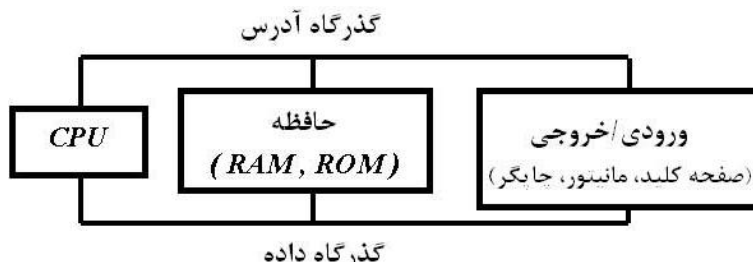 گذرگاه آدرس
CPU
حافظه
( RAM , ROM )
ورودی/خروجی
(صفحه کلید، مانیتور، چاپگر)
گذرگاه داده